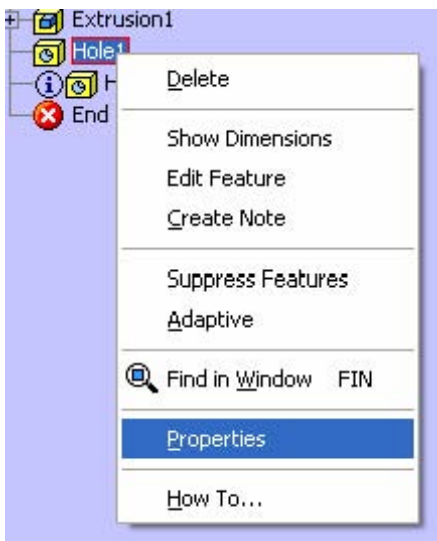 Extrusion1
Hole1
H
End
Delete
Show Dimensions
Edit Feature
Create Note
Suppress Features
Adaptive
Find in Window FIN
Properties
How To...